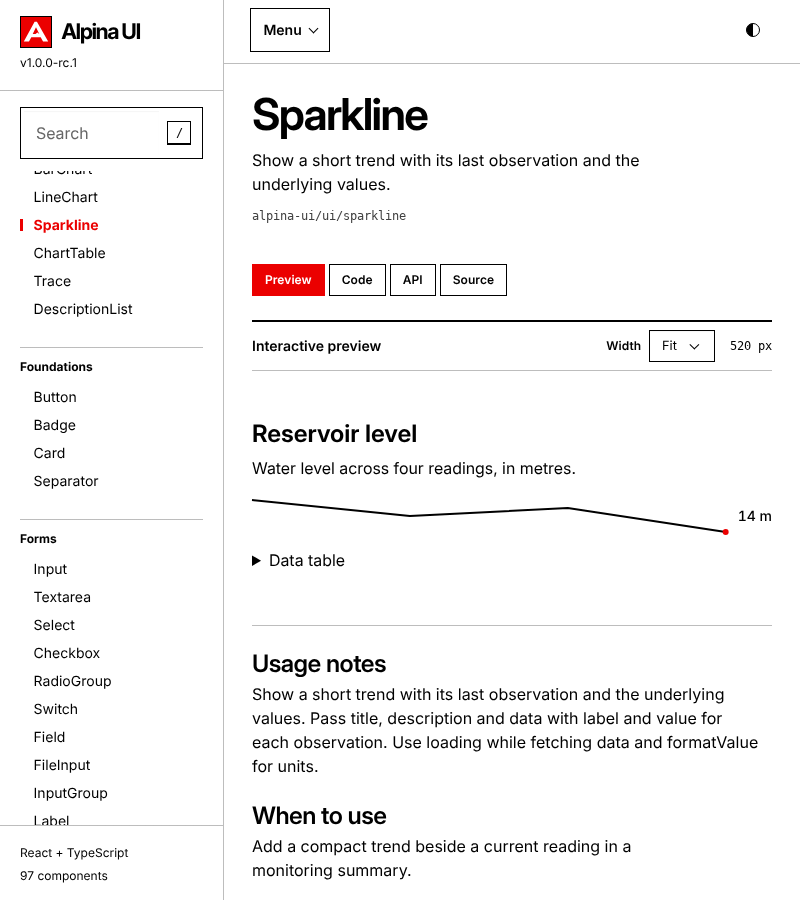 Alpina UI
v1.0.0-rc.1
Search /
BarChart
LineChart
Sparkline
ChartTable
Trace
DescriptionList
Foundations
Button
Badge
Card
Separator
Forms
Input
Textarea
Select
Checkbox
RadioGroup
Switch
Field
FileInput
InputGroup
Label
React + TypeScript
97 components
Menu
Sparkline
Show a short trend with its last observation and the
underlying values.
alpina-ui/ui/sparkline
Preview Code API Source
Interactive preview Width Fit 520 px
Reservoir level
Water level across four readings, in metres.
14 m
Data table
Usage notes
Show a short trend with its last observation and the underlying
values. Pass title, description and data with label and value for
each observation. Use loading while fetching data and formatValue
for units.
When to use
Add a compact trend beside a current reading in a
monitoring summary.